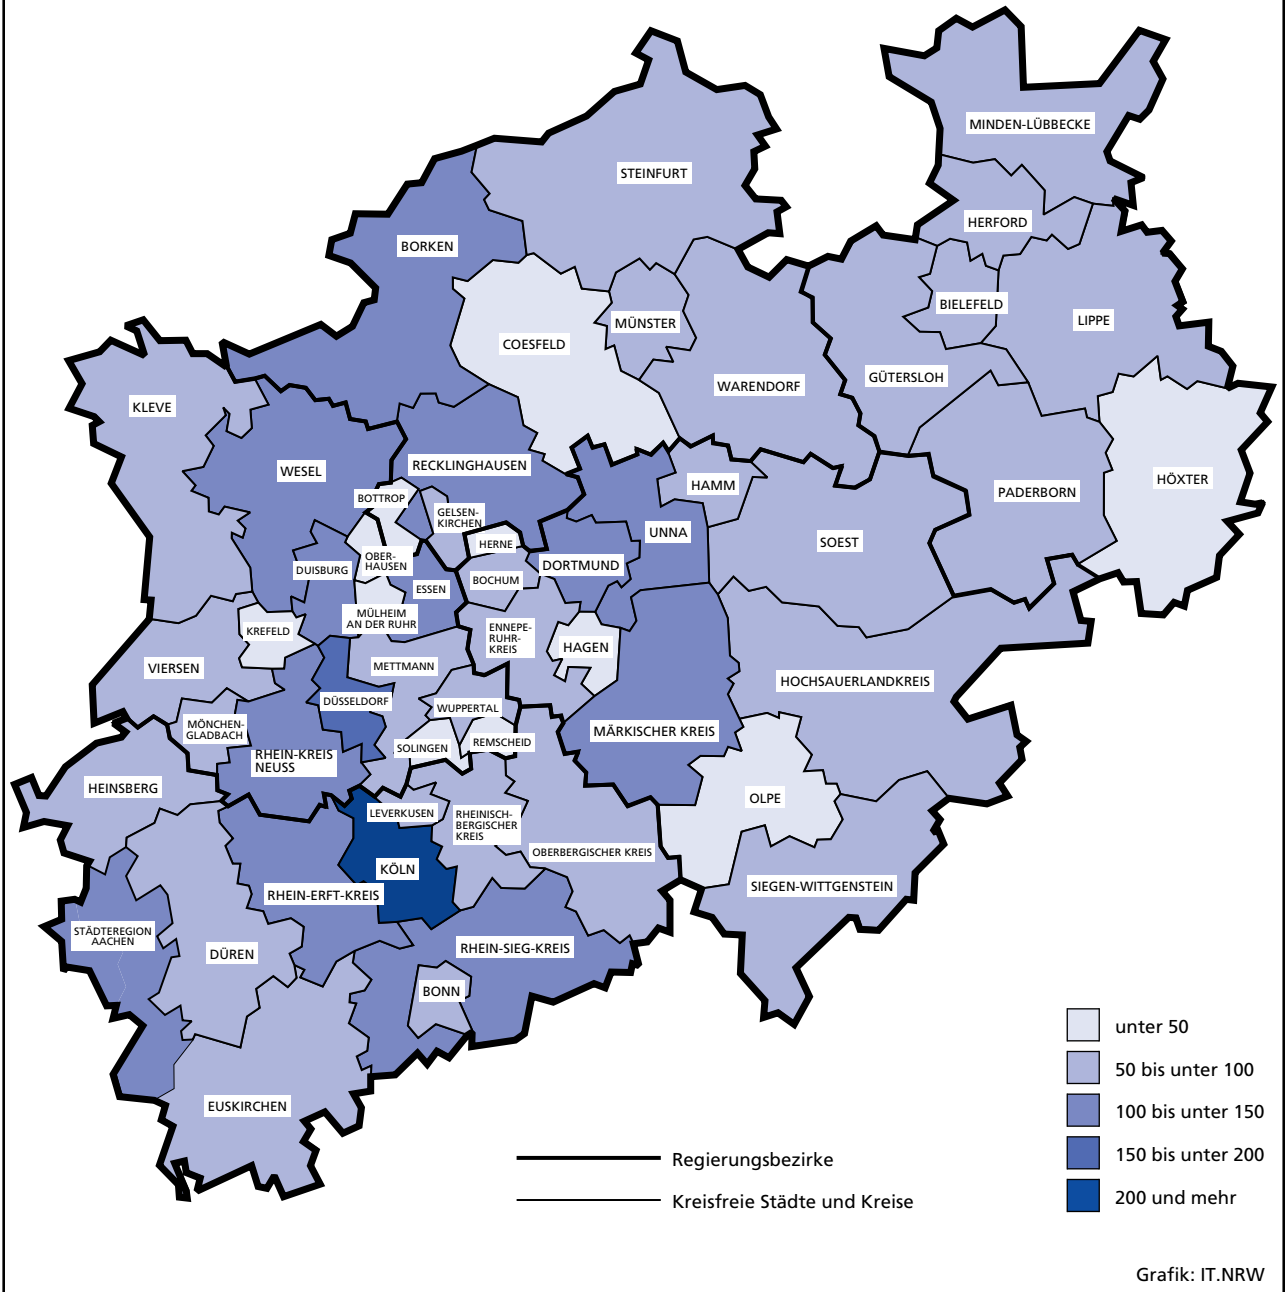 MINDEN-LÜBBECKE
STEINFURT
HERFORD
BORKEN
BIELEFELD
LIPPE
MÜNSTER
COESFELD
GÜTERSLOH
WARENDORF
KLEVE
RECKLINGHAUSEN
WESEL
HÖXTER
HAMM
PADERBORN
BOTTROP
GELSEN-
KIRCHEN
UNNA
SOEST
HERNE
OBER-
HAUSEN
DORTMUND
DUISBURG
BOCHUM
ESSEN
MÜLHEIM
AN DER RUHR
KREFELD
ENNEPE-
RUHR-
KREIS
HAGEN
VIERSEN
METTMANN
HOCHSAUERLANDKREIS
DÜSSELDORF
WUPPERTAL
MÖNCHEN-
GLADBACH
MÄRKISCHER KREIS
REMSCHEID
SOLINGEN
RHEIN-KREIS
NEUSS
HEINSBERG
OLPE
LEVERKUSEN
RHEINISCH-
BERGISCHER
KREIS
OBERBERGISCHER KREIS
KÖLN
SIEGEN-WITTGENSTEIN
RHEIN-ERFT-KREIS
STÄDTEREGION
AACHEN
RHEIN-SIEG-KREIS
DÜREN
BONN
EUSKIRCHEN
unter 50
50 bis unter 100
100 bis unter 150
150 bis unter 200
200 und mehr
Regierungsbezirke
Kreisfreie Städte und Kreise
Grafik: IT.NRW